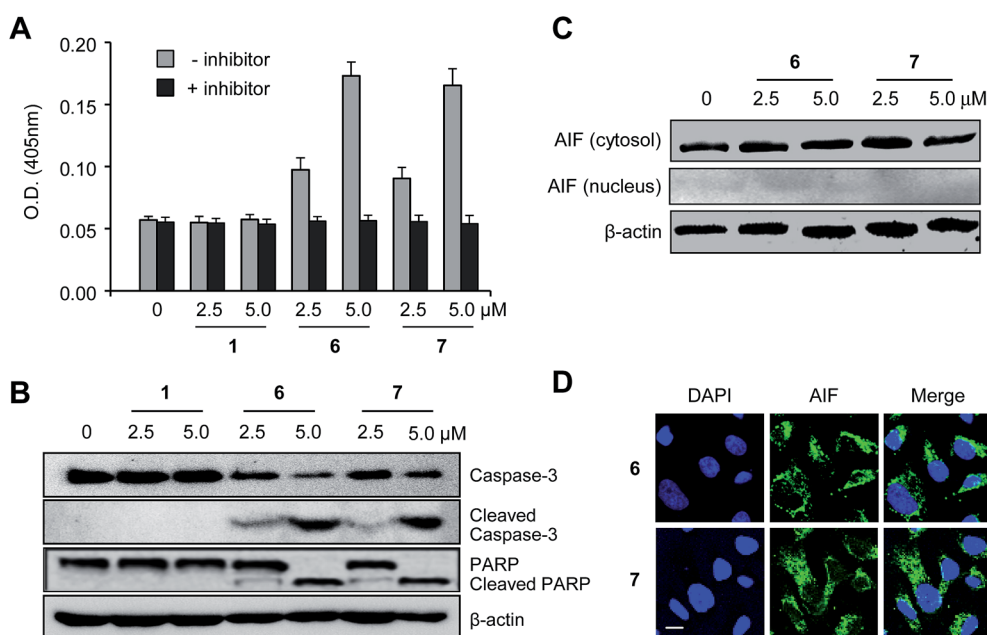 A
0.20
0.15
0.10
0.05
0.00
O.D. (405nm)
- inhibitor
+ inhibitor
0 2.5 5.0 2.5 5.0 2.5 5.0 μM
1 6 7
B
1 6 7
0 2.5 5.0 2.5 5.0 2.5 5.0 μM
Caspase-3
Cleaved
Caspase-3
PARP
Cleaved PARP
β-actin
C
6 7
0 2.5 5.0 2.5 5.0 μM
AIF (cytosol)
AIF (nucleus)
β-actin
D
DAPI AIF Merge
6
7